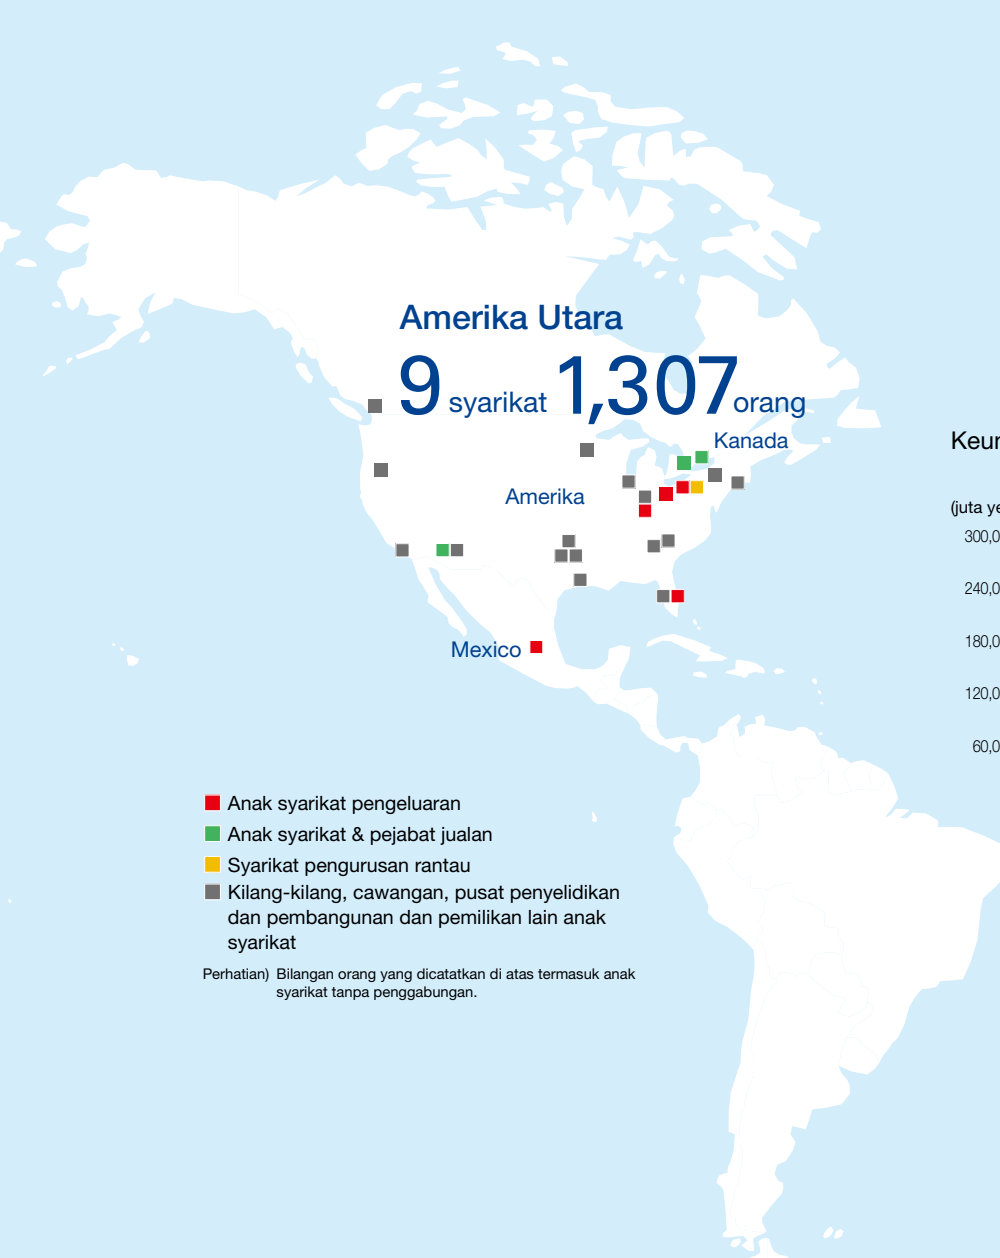 Amerika Utara
9 syarikat 1,307 orang
Kanada
Amerika
Mexico
Anak syarikat pengeluaran
Anak syarikat & pejabat jualan
Syarikat pengurusan rantau
Kilang-kilang, cawangan, pusat penyelidikan
dan pembangunan dan pemilikan lain anak
syarikat
Perhatian) Bilangan orang yang dicatatkan di atas termasuk anak
syarikat tanpa penggabungan.
(juta